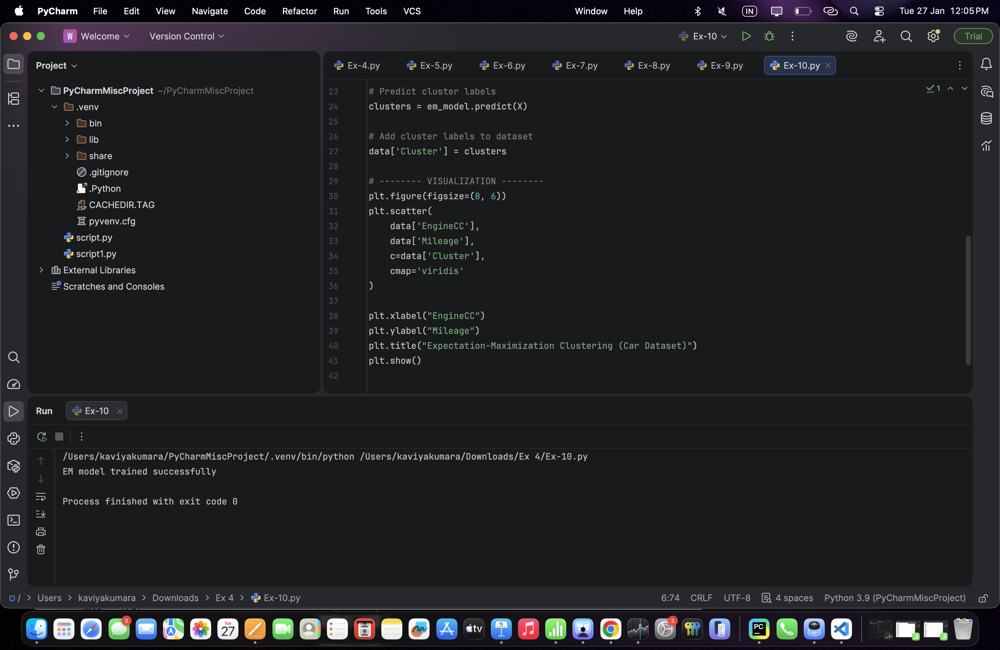 PyCharm File Edit View Navigate Code Refactor Run Tools VCS Window Help IN Tue 27 Jan 12:05 PM
W Welcome Version Control Ex-10 Trial
Project
PyCharmMiscProject ~/PyCharmMiscProject
.venv
bin
lib
share
.gitignore
.Python
JSP CACHEDIR.TAG
pyvenv.cfg
script.py
script1.py
External Libraries
Scratches and Consoles
Ex-4.py Ex-5.py Ex-6.py Ex-7.py Ex-8.py Ex-9.py Ex-10.py
1
23 # Predict cluster labels
24 clusters = em_model.predict(X)
25
26 # Add cluster labels to dataset
27 data['Cluster'] = clusters
28
29 # -------- VISUALIZATION --------
30 plt.figure(figsize=(8, 6))
31 plt.scatter(
32 data['EngineCC'],
33 data['Mileage'],
34 c=data['Cluster'],
35 cmap='viridis'
36 )
37
38 plt.xlabel("EngineCC")
39 plt.ylabel("Mileage")
40 plt.title("Expectation-Maximization Clustering (Car Dataset)")
41 plt.show()
42
Run Ex-10
/Users/kaviyakumara/PyCharmMiscProject/.venv/bin/python /Users/kaviyakumara/Downloads/Ex 4/Ex-10.py
EM model trained successfully
Process finished with exit code 0
/ > Users > kaviyakumara > Downloads > Ex 4 > Ex-10.py 6:74 CRLF UTF-8 4 spaces Python 3.9 (PyCharmMiscProject)
2 Tue 27 tv 2 PC